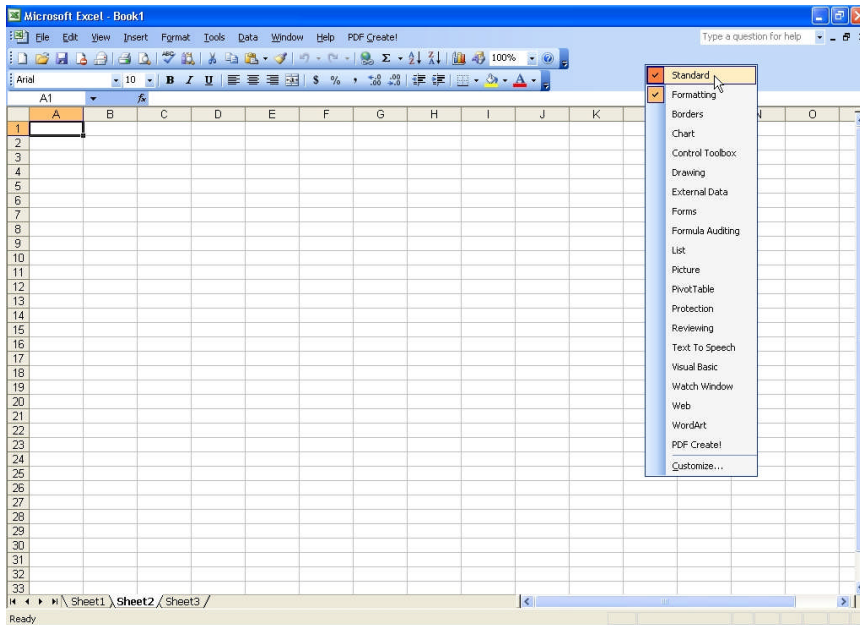 Microsoft Excel - Book1
File Edit View Insert Format Tools Data Window Help PDF Create! Type a question for help
100%
Arial 10 B I U $ % ,
A1 fx
A B C D E F G H I J K N O
1
2
3
4
5
6
7
8
9
10
11
12
13
14
15
16
17
18
19
20
21
22
23
24
25
26
27
28
29
30
31
32
33
Standard
Formatting
Borders
Chart
Control Toolbox
Drawing
External Data
Forms
Formula Auditing
List
Picture
PivotTable
Protection
Reviewing
Text To Speech
Visual Basic
Watch Window
Web
WordArt
PDF Create!
Customize...
Sheet1 Sheet2 Sheet3
Ready